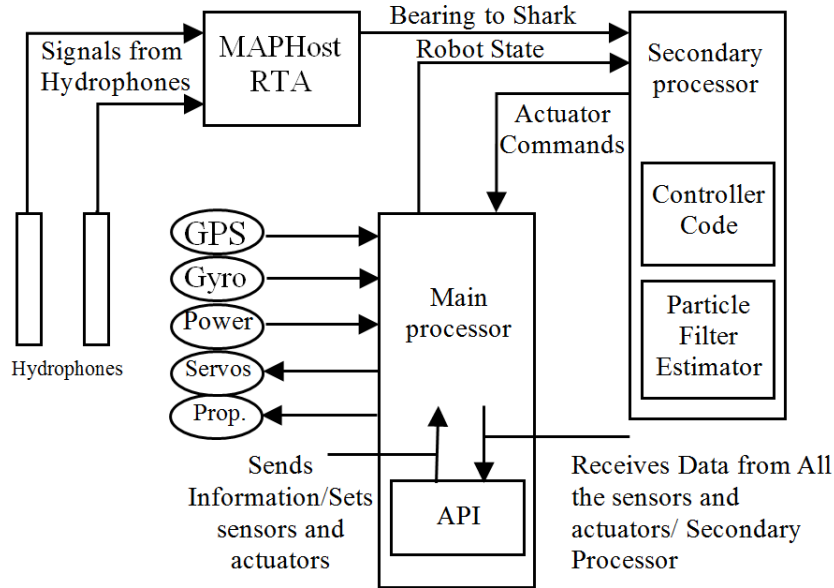 Signals from
Hydrophones
MAPHost
RTA
Bearing to Shark
Robot State
Actuator
Commands
Secondary
processor
Controller
Code
Particle
Filter
Estimator
Hydrophones
GPS
Gyro
Power
Servos
Prop.
Main
processor
API
Sends
Information/Sets
sensors and
actuators
Receives Data from All
the sensors and
actuators/ Secondary
Processor